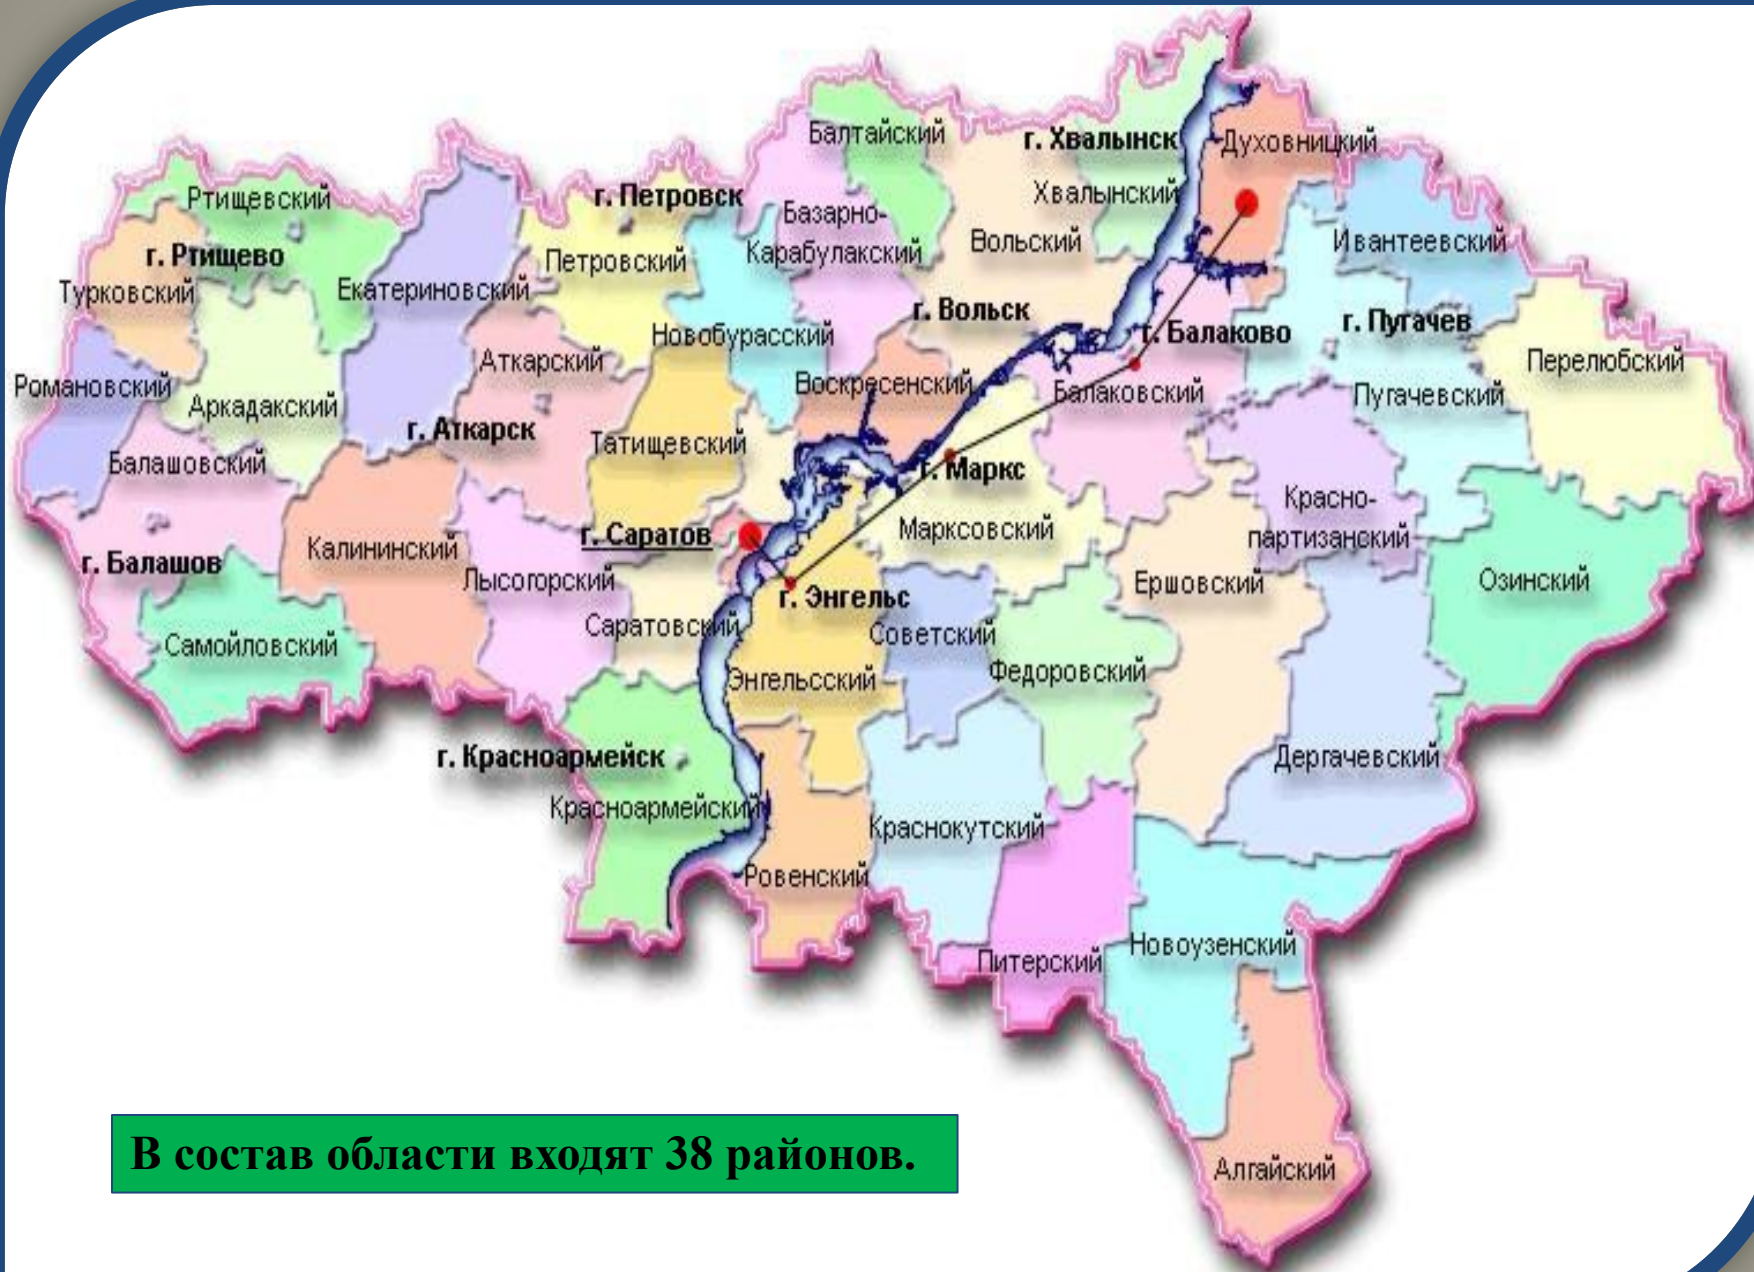 Балтайский
г. Хвалынск
Духовницкий
Ртищевский
г. Петровск
Хвалынский
Базарно-
Карабулакский
Вольский
Ивантеевский
г. Ртищево
Петровский
Турковский
Екатериновский
г. Вольск
г. Балаково
г. Пугачев
Новобурасский
Аткарский
Перелюбский
Романовский
Воскресенский
Балаковский
Пугачевский
Аркадакский
г. Аткарск
Татищевский
Балашовский
г. Маркс
Красно-
партизанский
Марксовский
г. Саратов
Калининский
г. Балашов
Лысогорский
Ершовский
Озинский
г. Энгельс
Саратовский
Советский
Самойловский
Федоровский
Энгельсский
г. Красноармейск
Дергачевский
Красноармейский
Краснокутский
Ровенский
Новоузенский
Питерский
Алгайский
В состав области входят 38 районов.